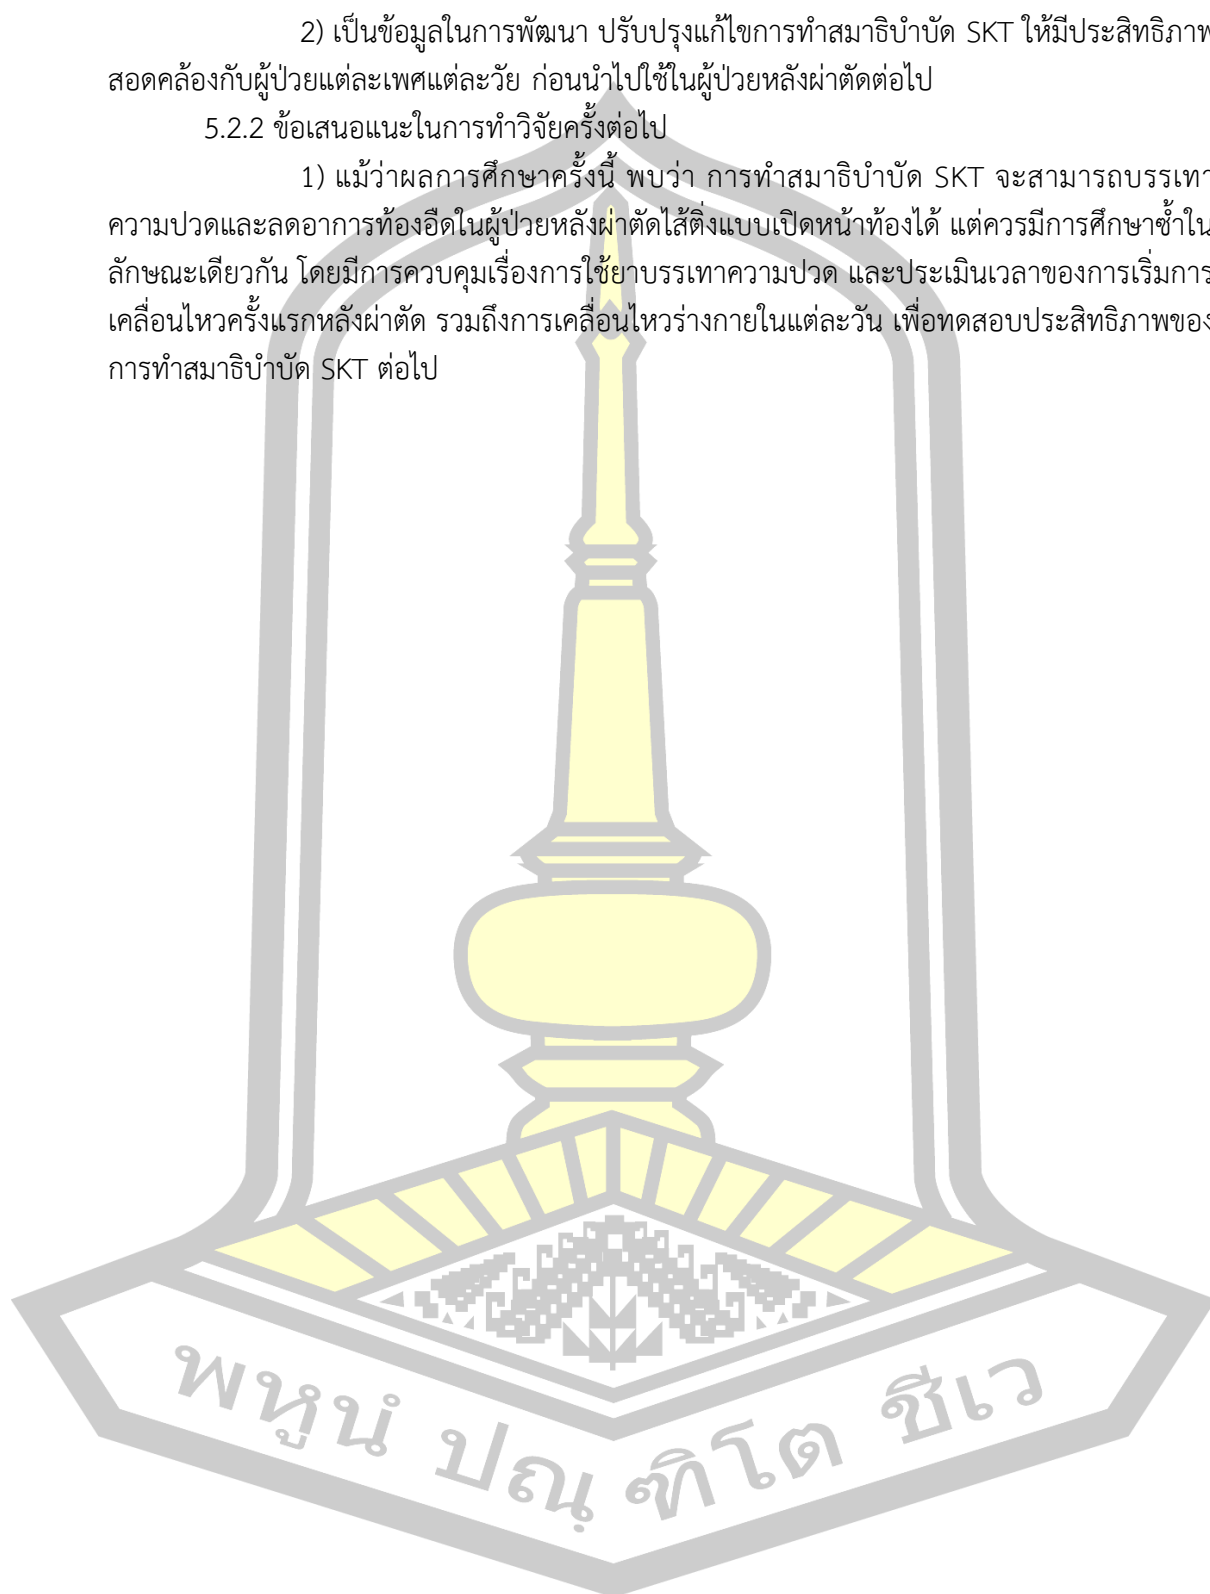 2) เป็นข้อมูลในการพัฒนา ปรับปรุงแก้ไขการทำสมาธิบำบัด SKT ให้มีประสิทธิภาพ
สอดคล้องกับผู้ป่วยแต่ละเพศแต่ละวัย ก่อนนำไปใช้ในผู้ป่วยหลังผ่าตัดต่อไป
5.2.2 ข้อเสนอแนะในการทำวิจัยครั้งต่อไป
1) แม้ว่าผลการศึกษาครั้งนี้ พบว่า การทำสมาธิบำบัด SKT จะสามารถบรรเทา
ความปวดและลดอาการท้องอืดในผู้ป่วยหลังผ่าตัดไส้ติ่งแบบเปิดหน้าท้องได้ แต่ควรมีการศึกษาซ้ำใน
ลักษณะเดียวกัน โดยมีการควบคุมเรื่องการใช้ยาบรรเทาความปวด และประเมินเวลาของการเริ่มการ
เคลื่อนไหวครั้งแรกหลังผ่าตัด รวมถึงการเคลื่อนไหวร่างกายในแต่ละวัน เพื่อทดสอบประสิทธิภาพของ
การทำสมาธิบำบัด SKT ต่อไป
พหูนํ ปณฺ ฑิโต ชีเว